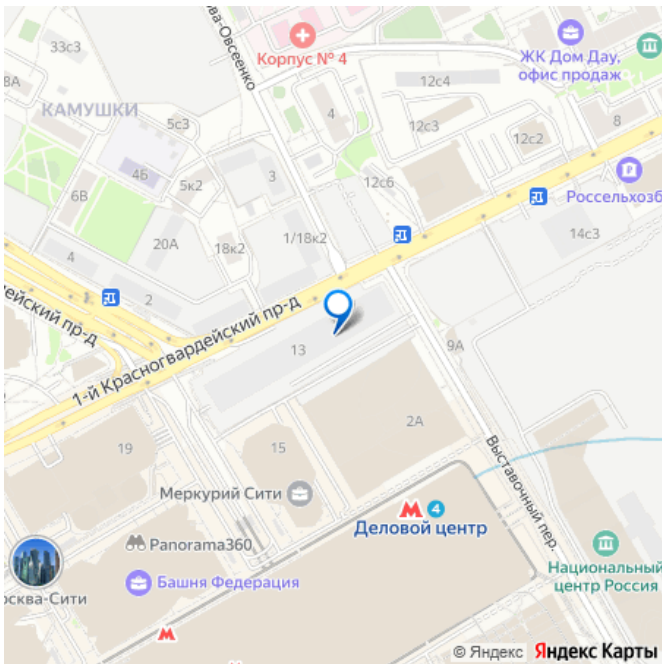 33с3
ова-Овсеенко
Корпус № 4
ЖК Дом Дау,
офис продаж
8А
КАМУШКИ
5с3
4
12с4
12с3
12с2
8
4Б
3
5к2
6В
12с6
Россельхозб
20А
18к2
1/18к2
14с3
4
2
ейский пр-д
1-й Красногвардейский пр-д
13
9А
2А
19
15
Выставочный пер.
Меркурий Сити
4
Деловой центр
Panorama360
Башня Федерация
осква-Сити
Национальный
центр Россия
© Яндекс Яндекс Карты